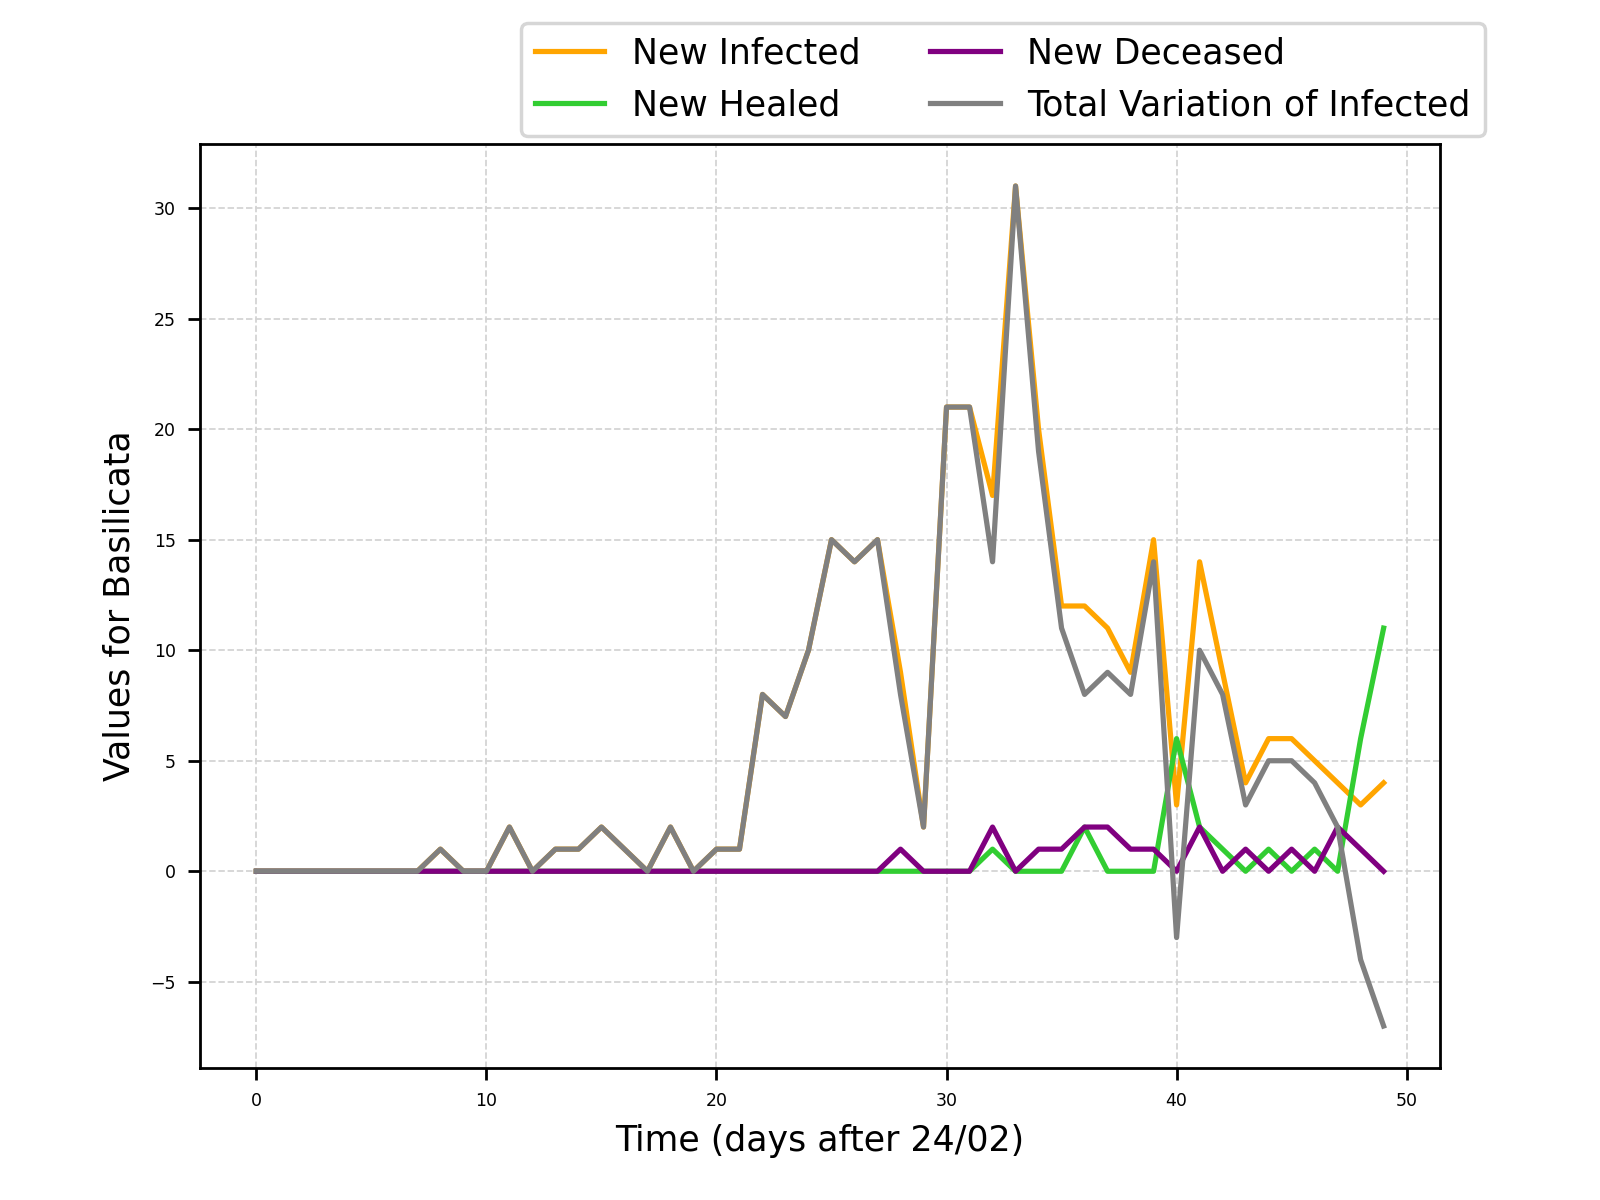 New Infected
New Healed
New Deceased
Total Variation of Infected
30
25
20
15
10
5
0
−5
Values for Basilicata
0 10 20 30 40 50
Time (days after 24/02)